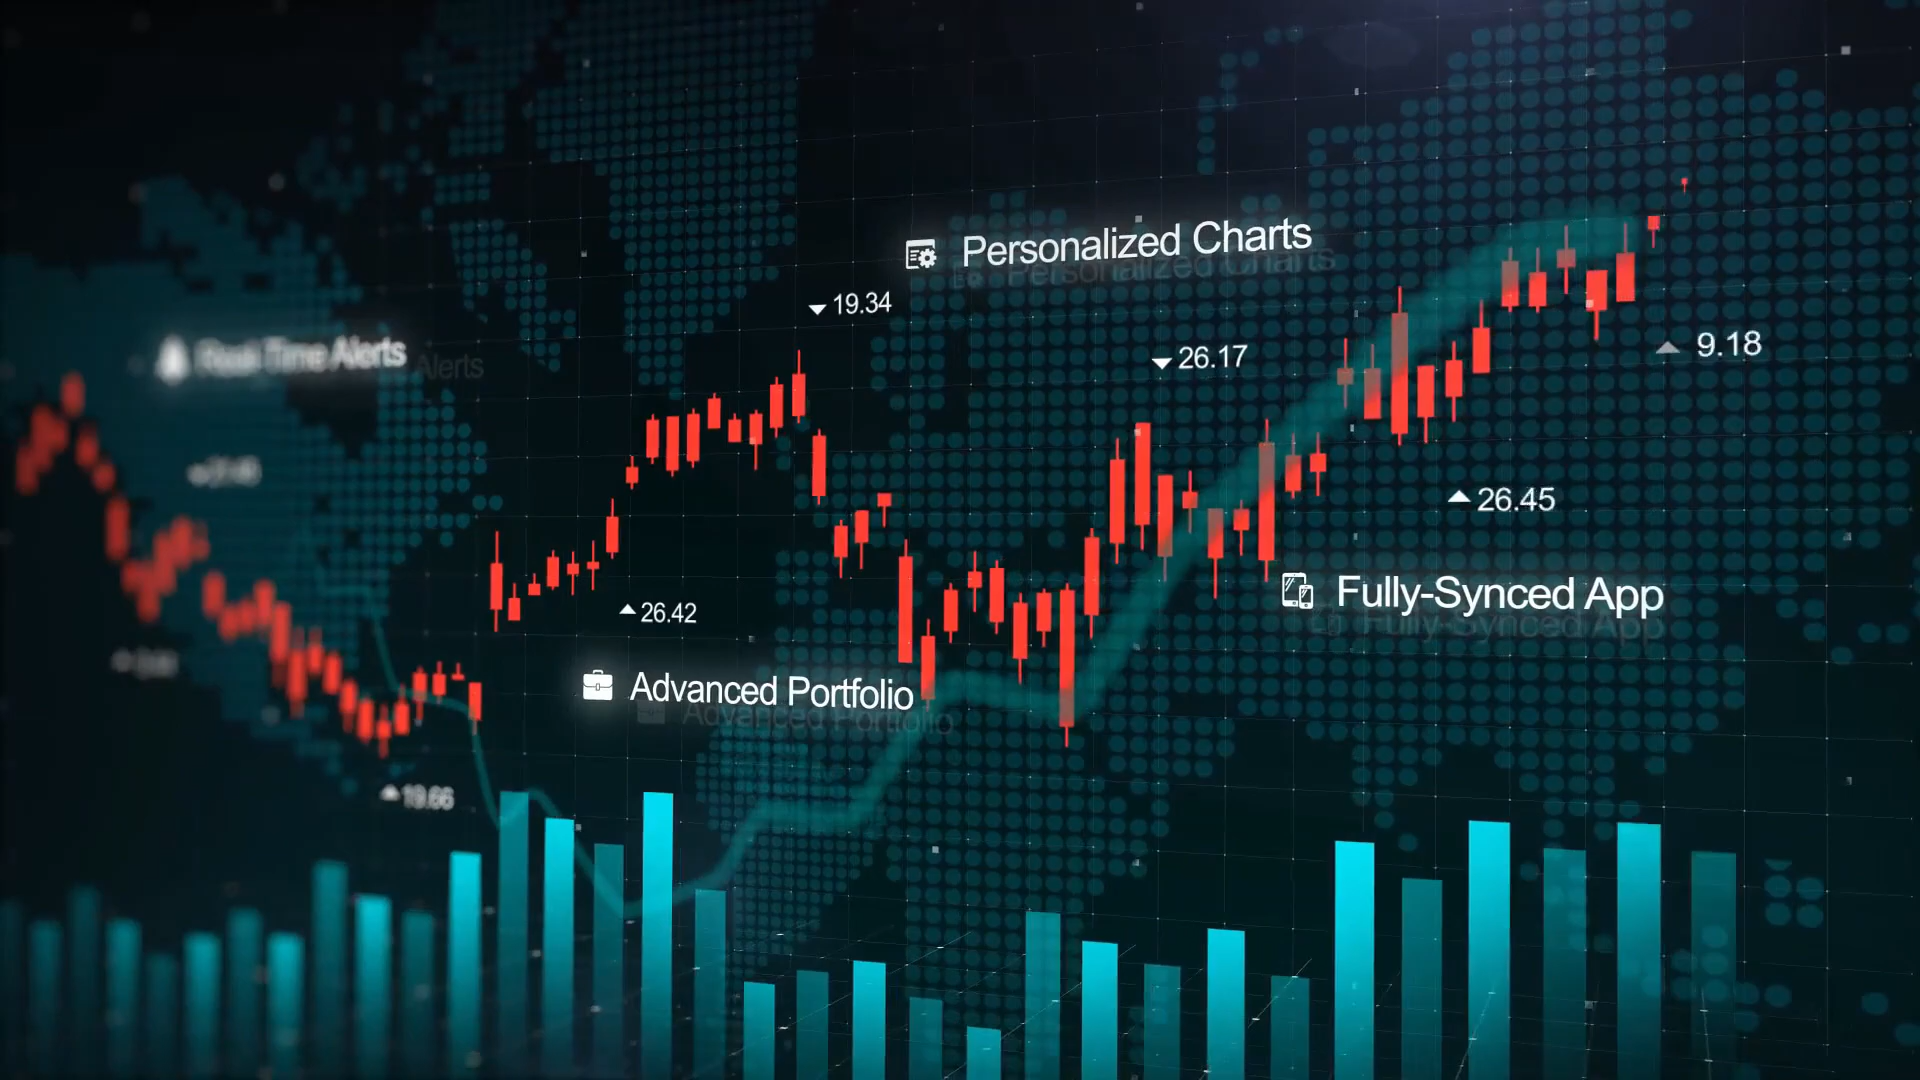 Personalized Charts
19.34
Real-Time Alerts
26.17
9.18
26.45
Fully-Synced App
26.42
Advanced Portfolio
19.66